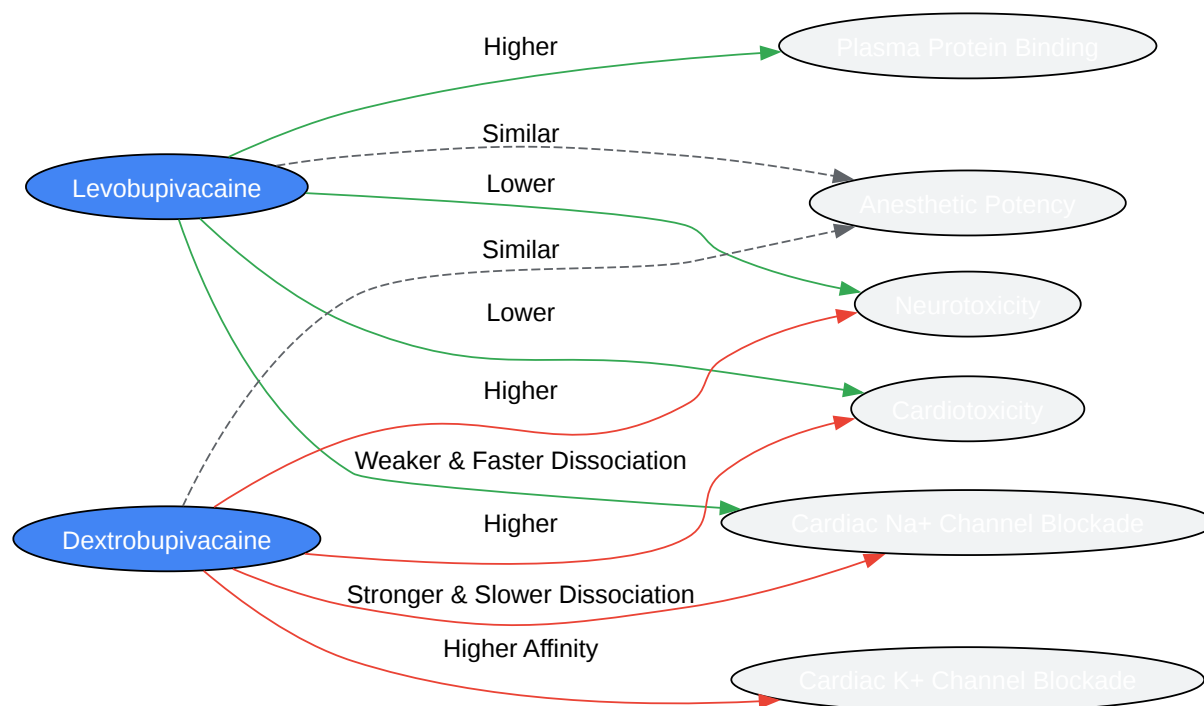 Higher
Plasma Protein Binding
Similar
Levobupivacaine
Lower
Anesthetic Potency
Similar
Neurotoxicity
Lower
Higher
Cardiotoxicity
Weaker & Faster Dissociation
Higher
Cardiac Na+ Channel Blockade
Dextrobupivacaine
Stronger & Slower Dissociation
Higher Affinity
Cardiac K+ Channel Blockade